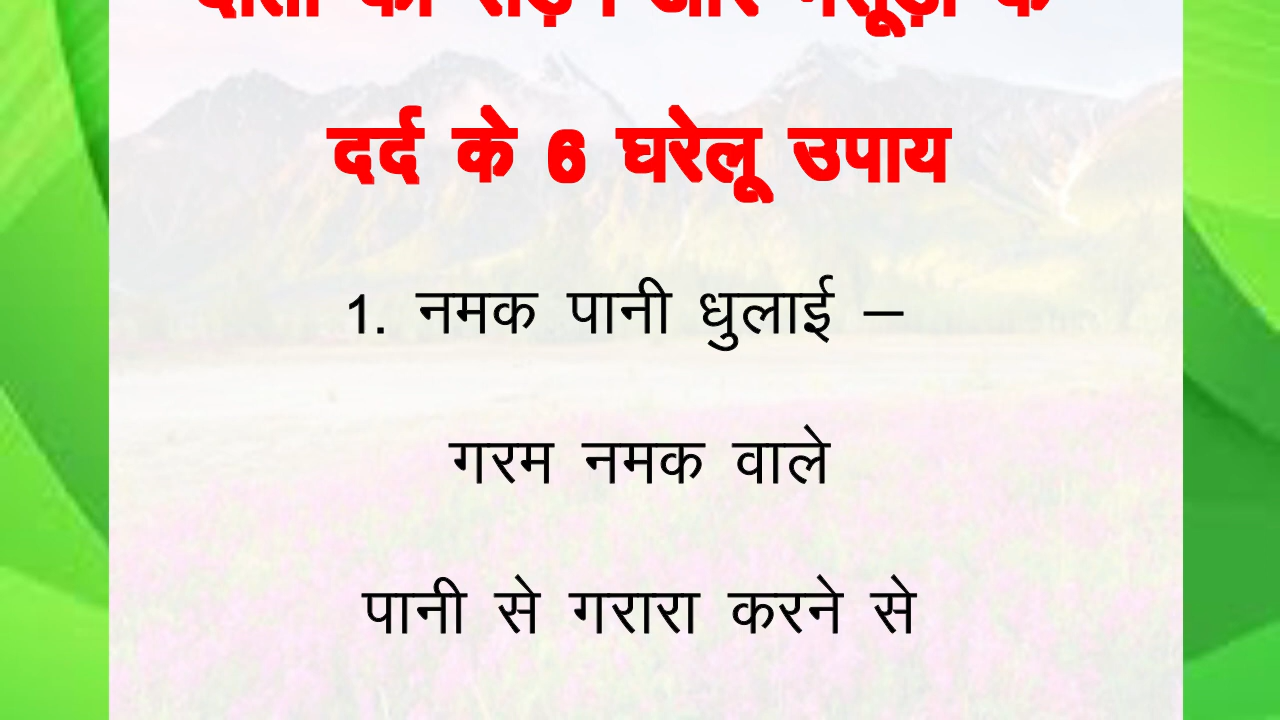 दर्द के 6 घरेलू उपाय
1. नमक पानी धुलाई –
गरम नमक वाले
पानी से गरारा करने से